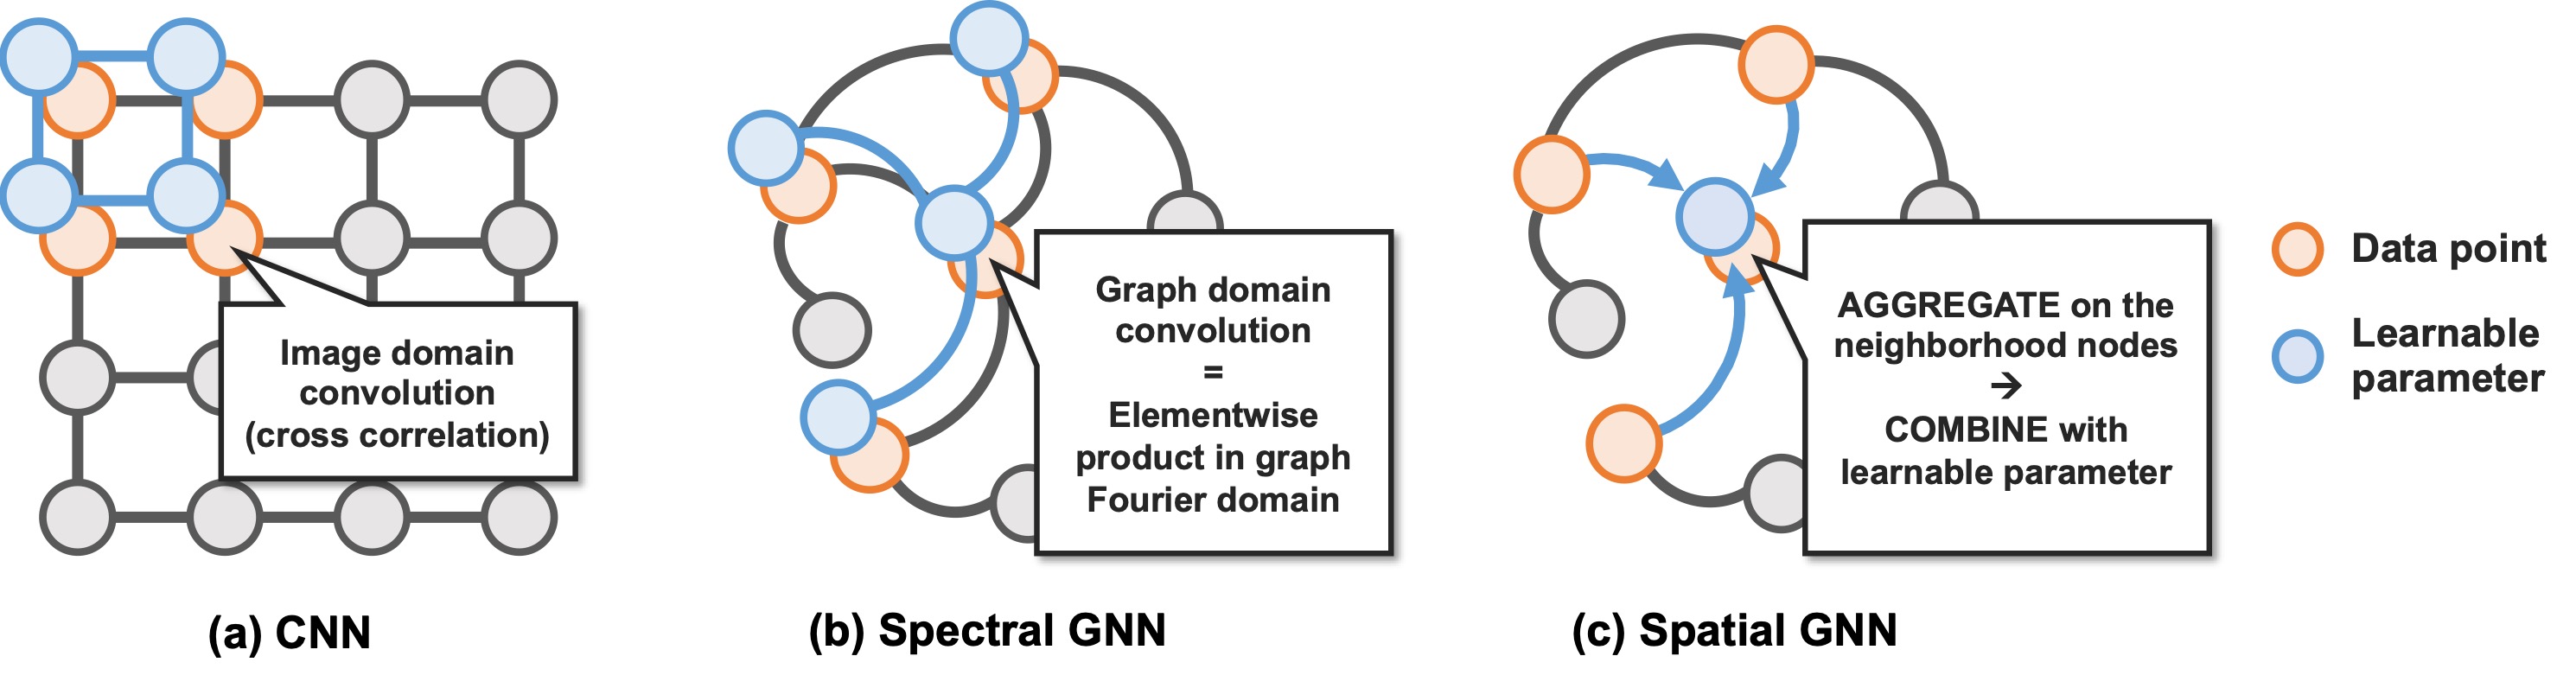 Image domain
convolution
(cross correlation)
(a) CNN
Graph domain
convolution
=
Elementwise
product in graph
Fourier domain
(b) Spectral GNN
AGGREGATE on the
neighborhood nodes
→
COMBINE with
learnable parameter
(c) Spatial GNN
Data point
Learnable
parameter